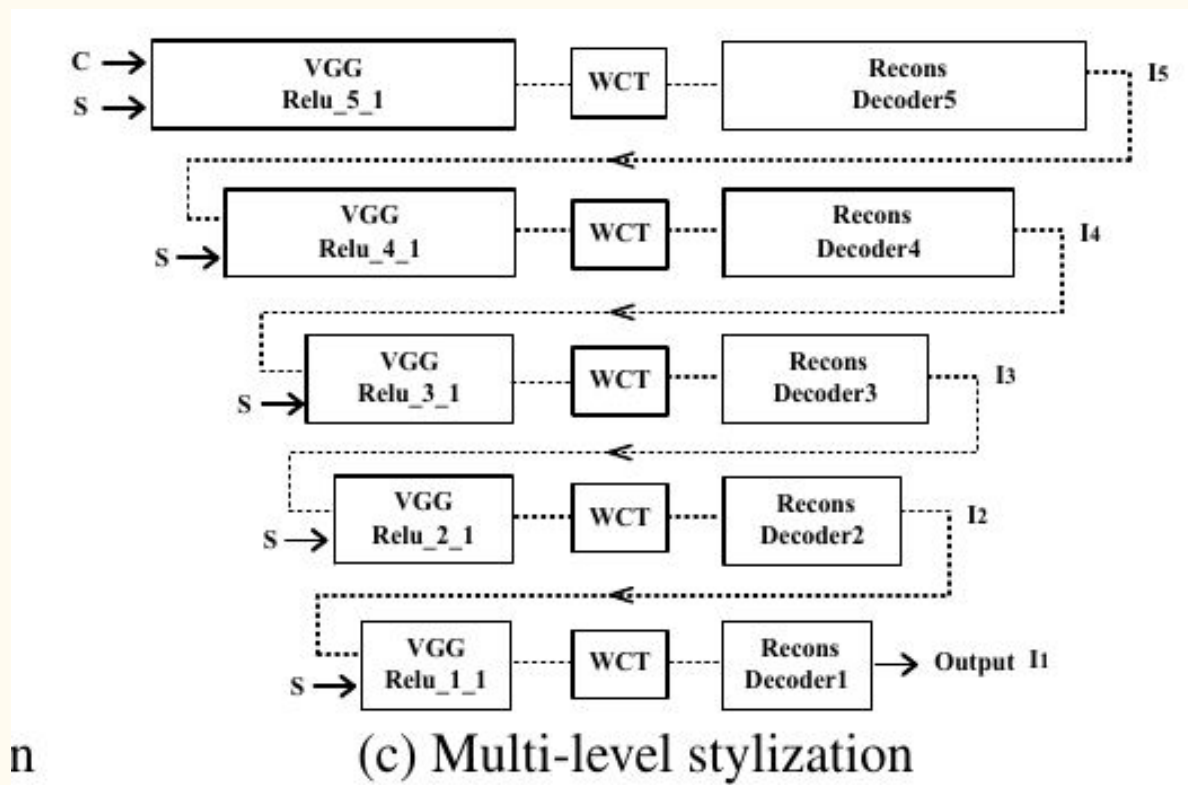 C
S
VGG
Relu_5_1
WCT
Recons
Decoder5
I5
S
VGG
Relu_4_1
WCT
Recons
Decoder4
I4
S
VGG
Relu_3_1
WCT
Recons
Decoder3
I3
S
VGG
Relu_2_1
WCT
Recons
Decoder2
I2
S
VGG
Relu_1_1
WCT
Recons
Decoder1
Output I1
n
(c) Multi-level stylization